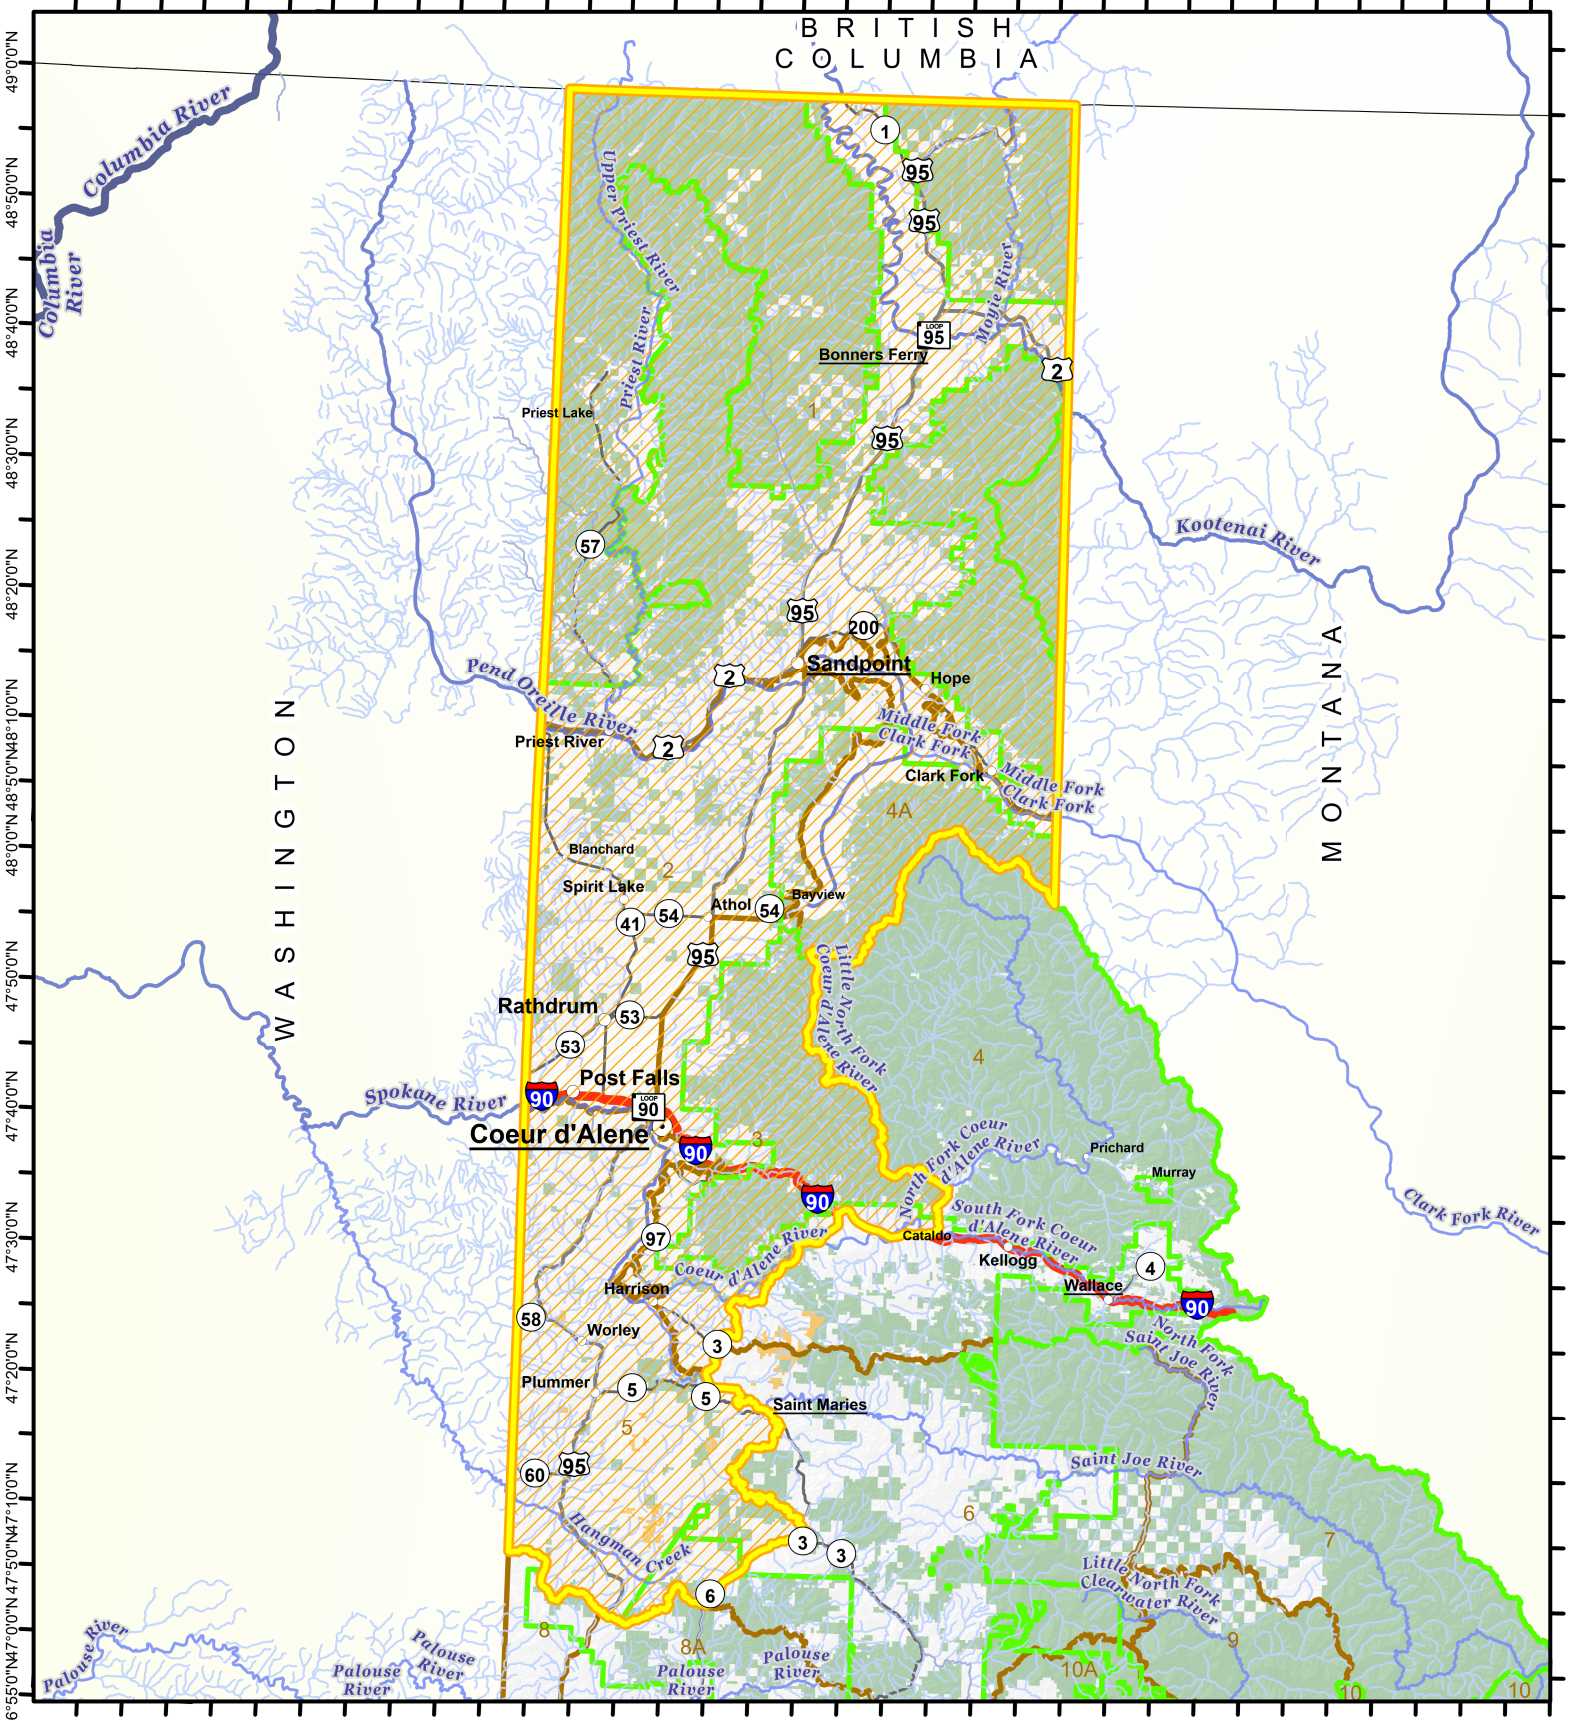 BRITISH
COLUMBIA
49°0'0"N
Columbia River
1
95
48°50'0"N
Upper Priest River
95
Columbia
River
Moyie River
48°40'0"N
Priest River
LOOP
95
Bonners Ferry
2
Priest Lake
1
95
48°30'0"N
Kootenai River
57
48°20'0"N
95
200
Sandpoint
MONTANA
Pend Oreille River
2
Hope
48°10'0"N
WASHINGTON
Middle Fork
Clark Fork
Priest River
2
Clark Fork
Middle Fork
Clark Fork
48°5'0"N
4A
48°0'0"N
Blanchard
2
Spirit Lake
Bayview
Athol
54
54
41
95
Little North Fork
Coeur d'Alene River
47°50'0"N
Rathdrum
53
53
4
Post Falls
90
LOOP
90
Spokane River
47°40'0"N
Coeur d'Alene
90
3
North Fork Coeur
d'Alene River
Prichard
Murray
90
Clark Fork River
97
South Fork Coeur
d'Alene River
Cataldo
47°30'0"N
Coeur d'Alene River
Kellogg
4
Wallace
Harrison
90
58
Worley
3
North Fork
Saint Joe River
47°20'0"N
Plummer
5
5
Saint Maries
5
95
60
Saint Joe River
47°10'0"N
6
7
Hangman Creek
3
3
47°5'0"N
Little North Fork
Clearwater River
6
47°0'0"N
8
8A
9
Palouse River
Palouse
River
Palouse
River
Palouse
River
Palouse
River
10A
10
10
6°55'0"N